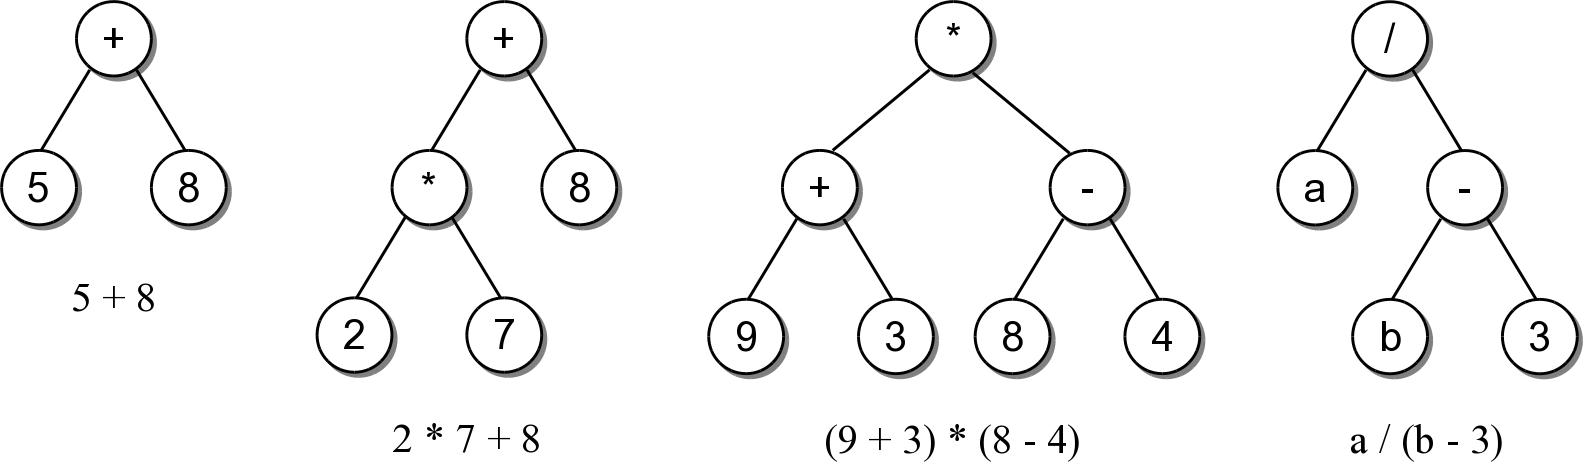 +
5 8
5 + 8
+
* 8
2 7
2 * 7 + 8
*
+ -
9 3 8 4
(9 + 3) * (8 - 4)
/
a -
b 3
a / (b - 3)